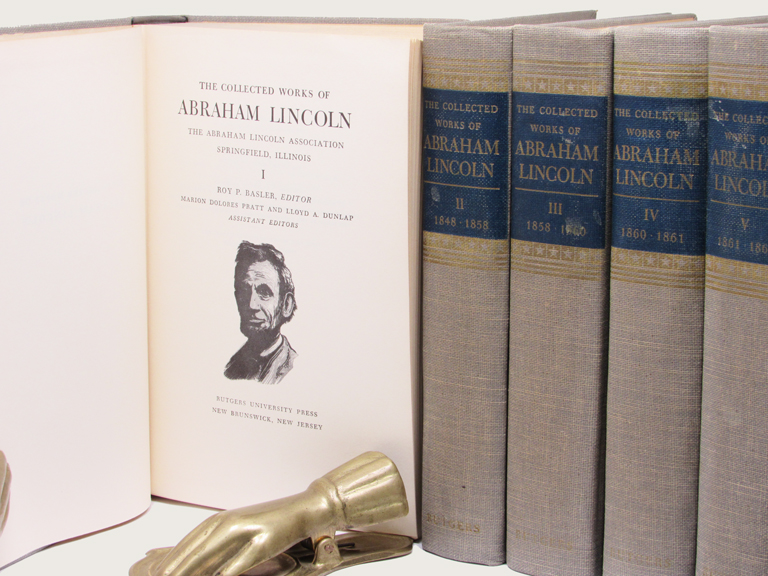 THE COLLECTED WORKS OF
ABRAHAM LINCOLN
THE ABRAHAM LINCOLN ASSOCIATION
SPRINGFIELD, ILLINOIS
I
ROY P. BASLER, EDITOR
MARION DOLORES PRATT AND LLOYD A. DUNLAP
ASSISTANT EDITORS
RUTGERS UNIVERSITY PRESS
NEW BRUNSWICK, NEW JERSEY
THE COLLECTED
WORKS OF
ABRAHAM
LINCOLN
II
1848·1858
RUTGERS
THE COLLECTED
WORKS OF
ABRAHAM
LINCOLN
III
1858·1860
THE COLLECTED
WORKS OF
ABRAHAM
LINCOLN
IV
1860·1861
WORKS OF
LINCOL
V